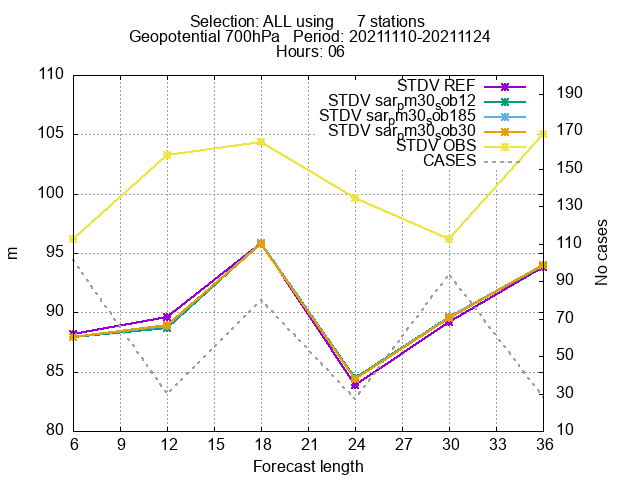 Selection: ALL using     7 stations
Geopotential 700hPa   Period: 20211110-20211124
Hours: 06
STDV REF
STDV sar_pm30_sob12
STDV sar_pm30_sob185
STDV sar_pm30_sob30
STDV OBS
CASES
110
105
100
95
90
85
80
m
190
170
150
130
110
90
70
50
30
10
No cases
6 9 12 15 18 21 24 27 30 33 36
Forecast length